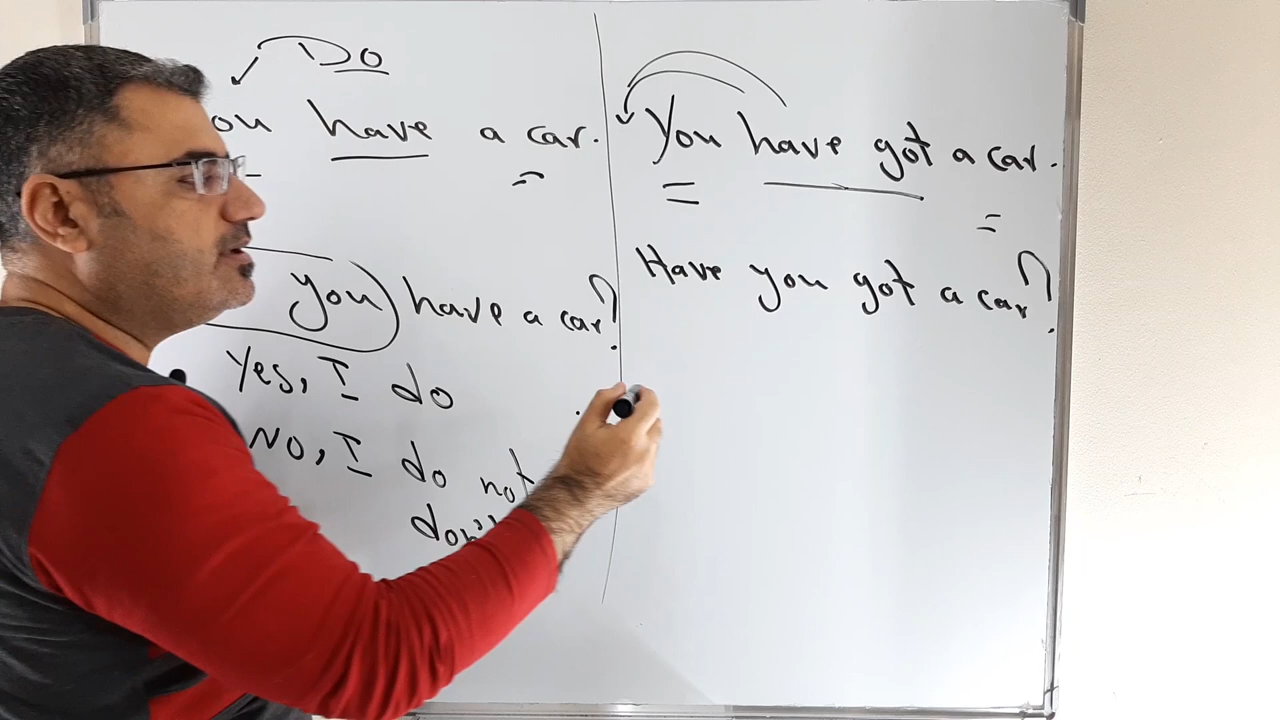 Do
ou have a car.
you have a car?
Yes, I do
No, I do not
don't
You have got a car.
Have you got a car?